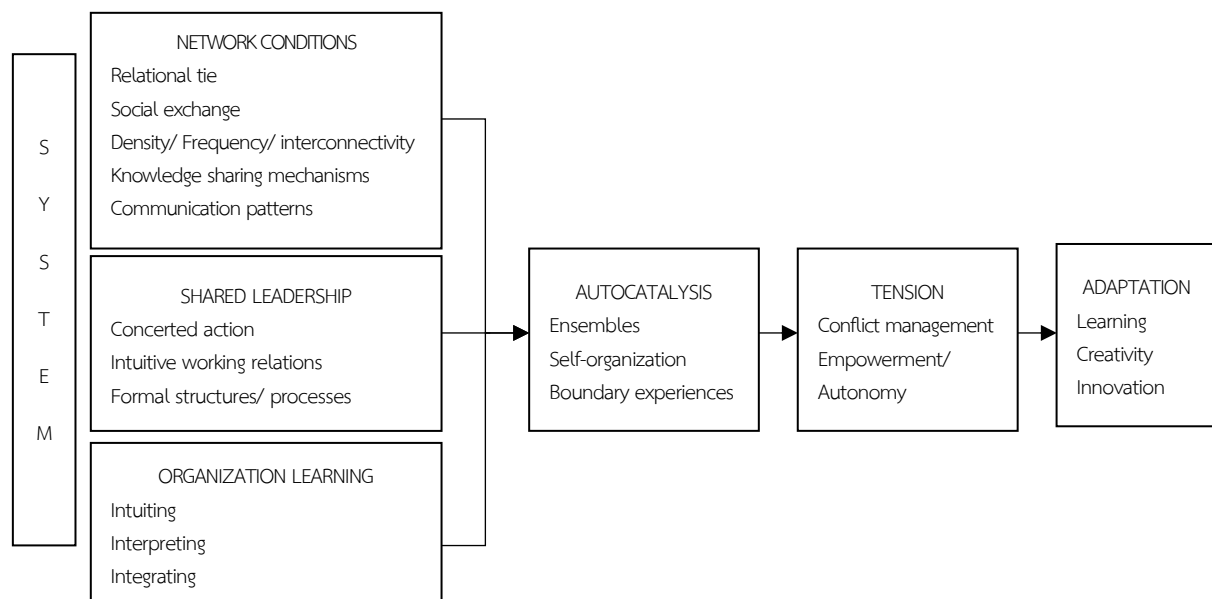 S
Y
S
T
E
M
NETWORK CONDITIONS
Relational tie
Social exchange
Density/ Frequency/ interconnectivity
Knowledge sharing mechanisms
Communication patterns
SHARED LEADERSHIP
Concerted action
Intuitive working relations
Formal structures/ processes
ORGANIZATION LEARNING
Intuiting
Interpreting
Integrating
AUTOCATALYSIS
Ensembles
Self-organization
Boundary experiences
TENSION
Conflict management
Empowerment/
Autonomy
ADAPTATION
Learning
Creativity
Innovation